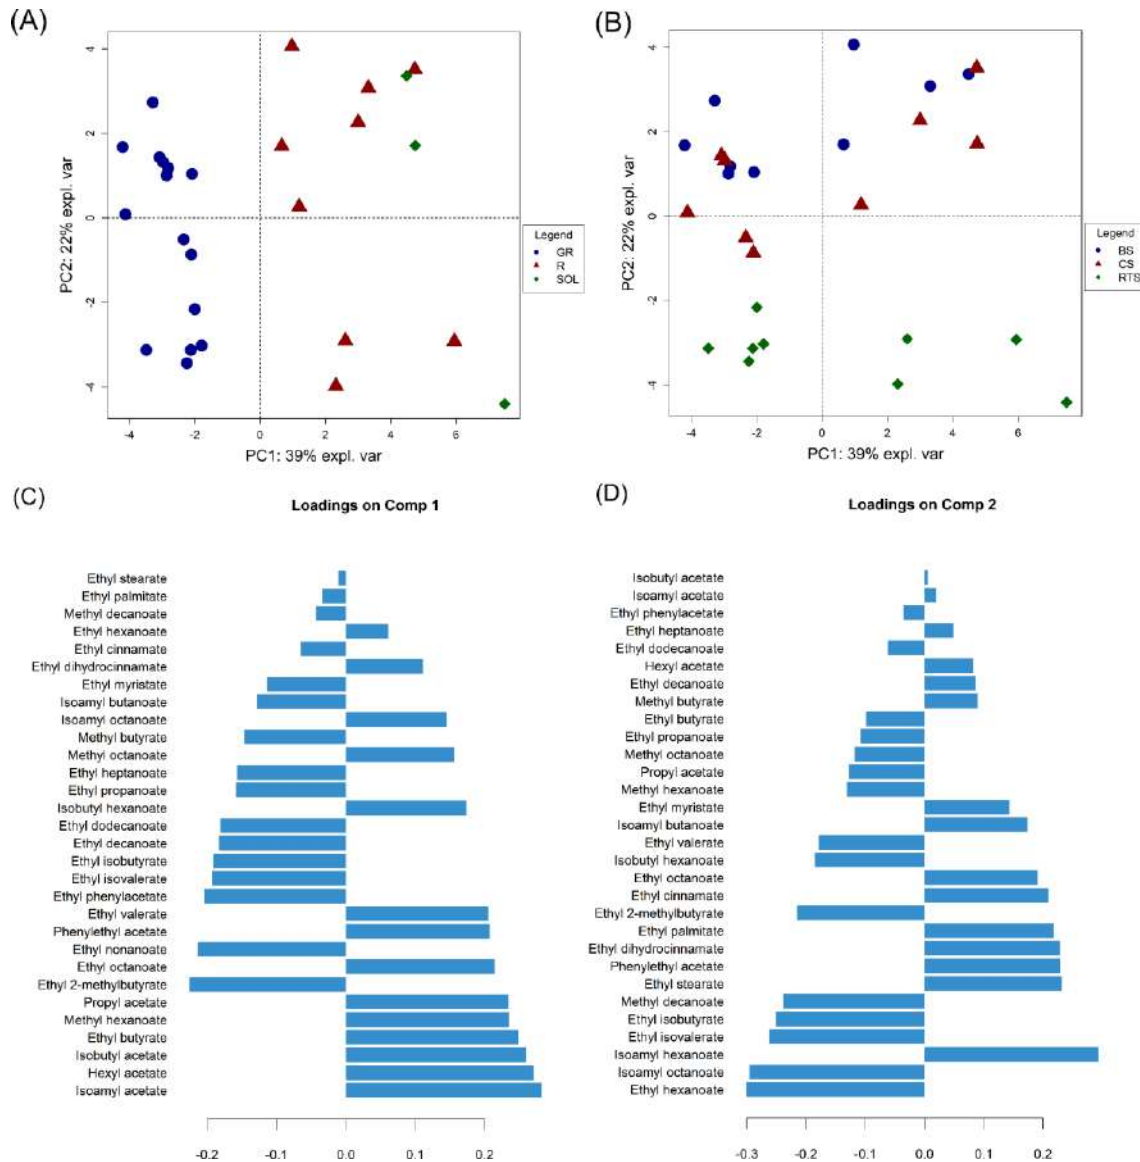 (A)
PC2: 22% expl. var
4
2
0
-2
-4
-4
-2
0
2
4
6
PC1: 39% expl. var
Legend
GR
R
SOL
(B)
PC2: 22% expl. var
4
2
0
-2
-4
-4
-2
0
2
4
6
PC1: 39% expl. var
Legend
BS
CS
RTS
(C)
Loadings on Comp 1
Ethyl stearate
Ethyl palmitate
Methyl decanoate
Ethyl hexanoate
Ethyl cinnamate
Ethyl dihydrocinnamate
Ethyl myristate
Isoamyl butanoate
Isoamyl octanoate
Methyl butyrate
Methyl octanoate
Ethyl heptanoate
Ethyl propanoate
Isobutyl hexanoate
Ethyl dodecanoate
Ethyl decanoate
Ethyl isobutyrate
Ethyl isovalerate
Ethyl phenylacetate
Ethyl valerate
Phenylethyl acetate
Ethyl nonanoate
Ethyl octanoate
Ethyl 2-methylbutyrate
Propyl acetate
Methyl hexanoate
Ethyl butyrate
Isobutyl acetate
Hexyl acetate
Isoamyl acetate
-0.2
-0.1
0.0
0.1
0.2
(D)
Loadings on Comp 2
Isobutyl acetate
Isoamyl acetate
Ethyl phenylacetate
Ethyl heptanoate
Ethyl dodecanoate
Hexyl acetate
Ethyl decanoate
Methyl butyrate
Ethyl butyrate
Ethyl propanoate
Methyl octanoate
Propyl acetate
Methyl hexanoate
Ethyl myristate
Isoamyl butanoate
Ethyl valerate
Isobutyl hexanoate
Ethyl octanoate
Ethyl cinnamate
Ethyl 2-methylbutyrate
Ethyl palmitate
Ethyl dihydrocinnamate
Phenylethyl acetate
Ethyl stearate
Methyl decanoate
Ethyl isobutyrate
Ethyl isovalerate
Isoamyl hexanoate
Isoamyl octanoate
Ethyl hexanoate
-0.3
-0.2
-0.1
0.0
0.1
0.2